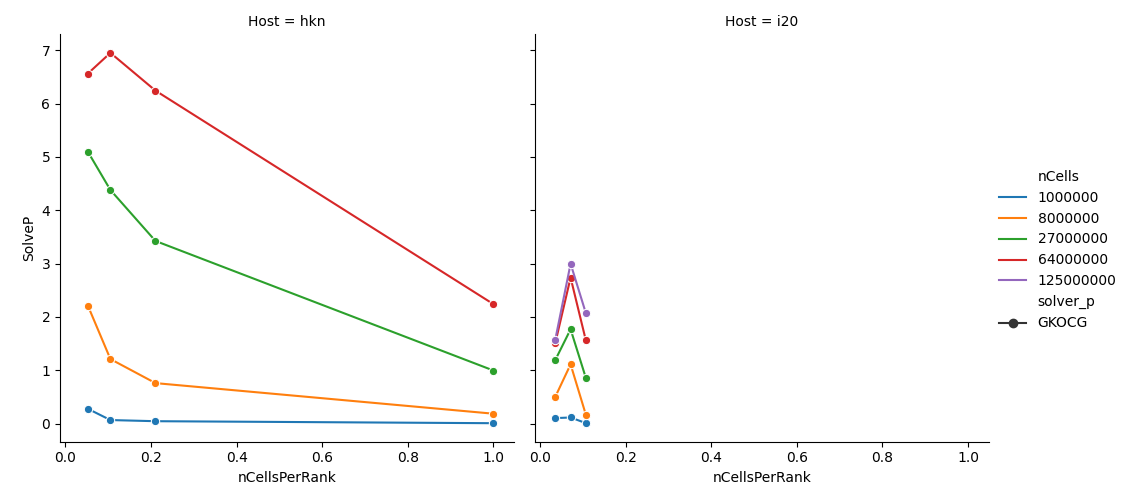 Host = hkn
Host = i20
7
6
5
4
3
2
1
0
SolveP
0.0 0.2 0.4 0.6 0.8 1.0
nCellsPerRank
0.0 0.2 0.4 0.6 0.8 1.0
nCellsPerRank
nCells
1000000
8000000
27000000
64000000
125000000
solver_p
GKOCG